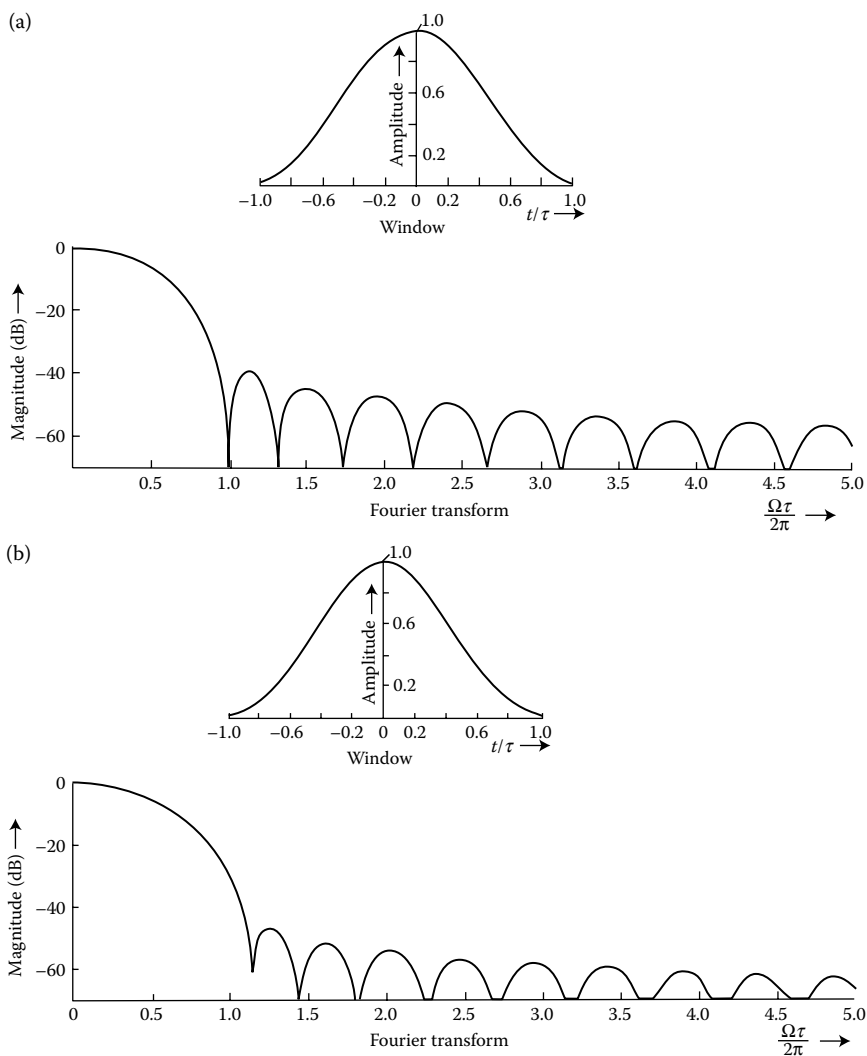 (a)
1.0
Amplitude
0.6
0.2
−1.0 −0.6 −0.2 0 0.2 0.6 1.0
t/τ
Window
Magnitude (dB)
0
−20
−40
−60
0.5 1.0 1.5 2.0 2.5 3.0 3.5 4.0 4.5 5.0
Fourier transform
Ωτ
2π
(b)
1.0
Amplitude
0.6
0.2
−1.0 −0.6 −0.2 0 0.2 0.6 1.0
t/τ
Window
Magnitude (dB)
0
−20
−40
−60
0 0.5 1.0 1.5 2.0 2.5 3.0 3.5 4.0 4.5 5.0
Fourier transform
Ωτ
2π